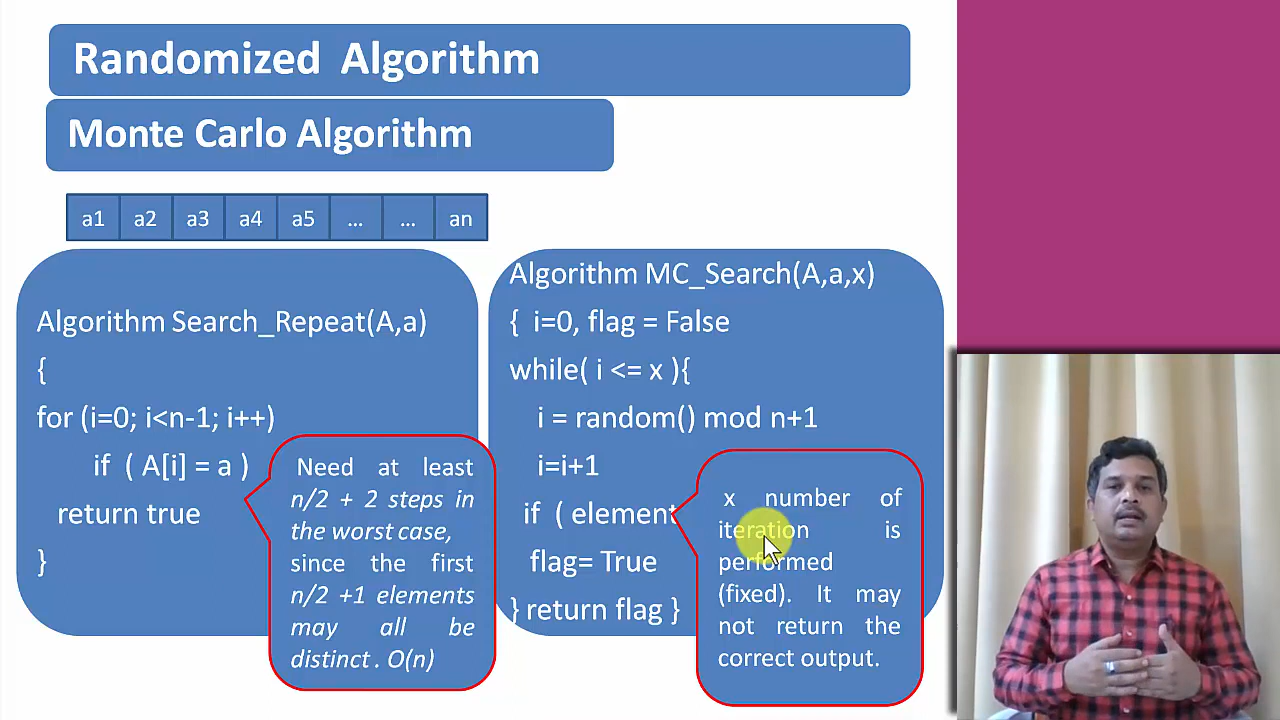 Randomized Algorithm
Monte Carlo Algorithm
a1 a2 a3 a4 a5 ... ... an
Algorithm Search_Repeat(A,a)
{
for (i=0; i<n-1; i++)
if ( A[i] = a )
return true
}
Need at least
n/2 + 2 steps in
the worst case,
since the first
n/2 +1 elements
may all be
distinct . O(n)
Algorithm MC_Search(A,a,x)
{ i=0, flag = False
while( i <= x ){
i = random() mod n+1
i=i+1
if ( element
flag= True
} return flag }
x number of
iteration is
performed
(fixed). It may
not return the
correct output.